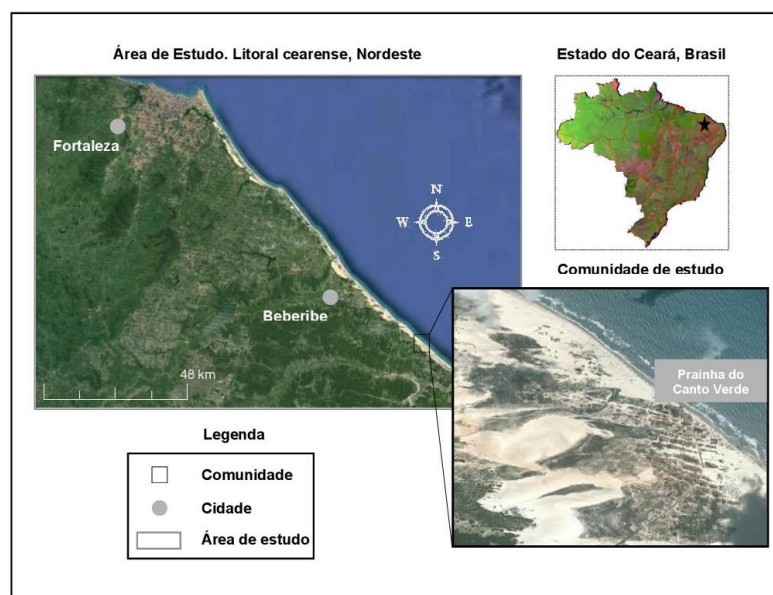 Área de Estudo. Litoral cearense, Nordeste
Estado do Ceará, Brasil
Fortaleza
N
W
E
S
Beberibe
48 km
Comunidade de estudo
Prainha do
Canto Verde
Legenda
Comunidade
Cidade
Área de estudo